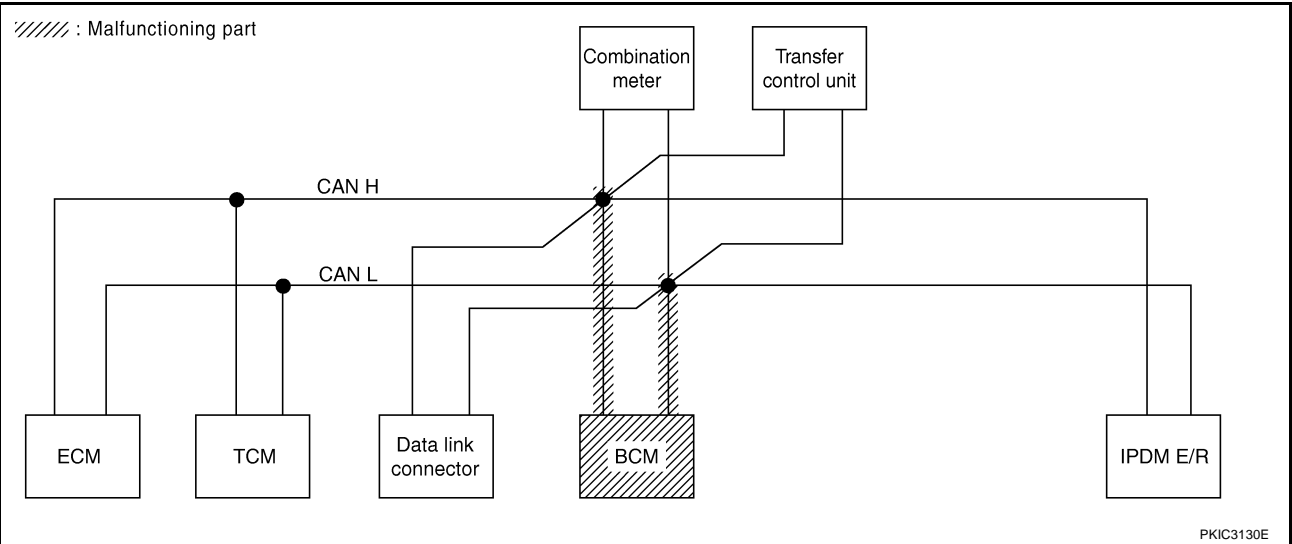 : Malfunctioning part
Combination
meter
Transfer
control unit
CAN H
CAN L
ECM
TCM
Data link
connector
BCM
IPDM E/R
PKIC3130E